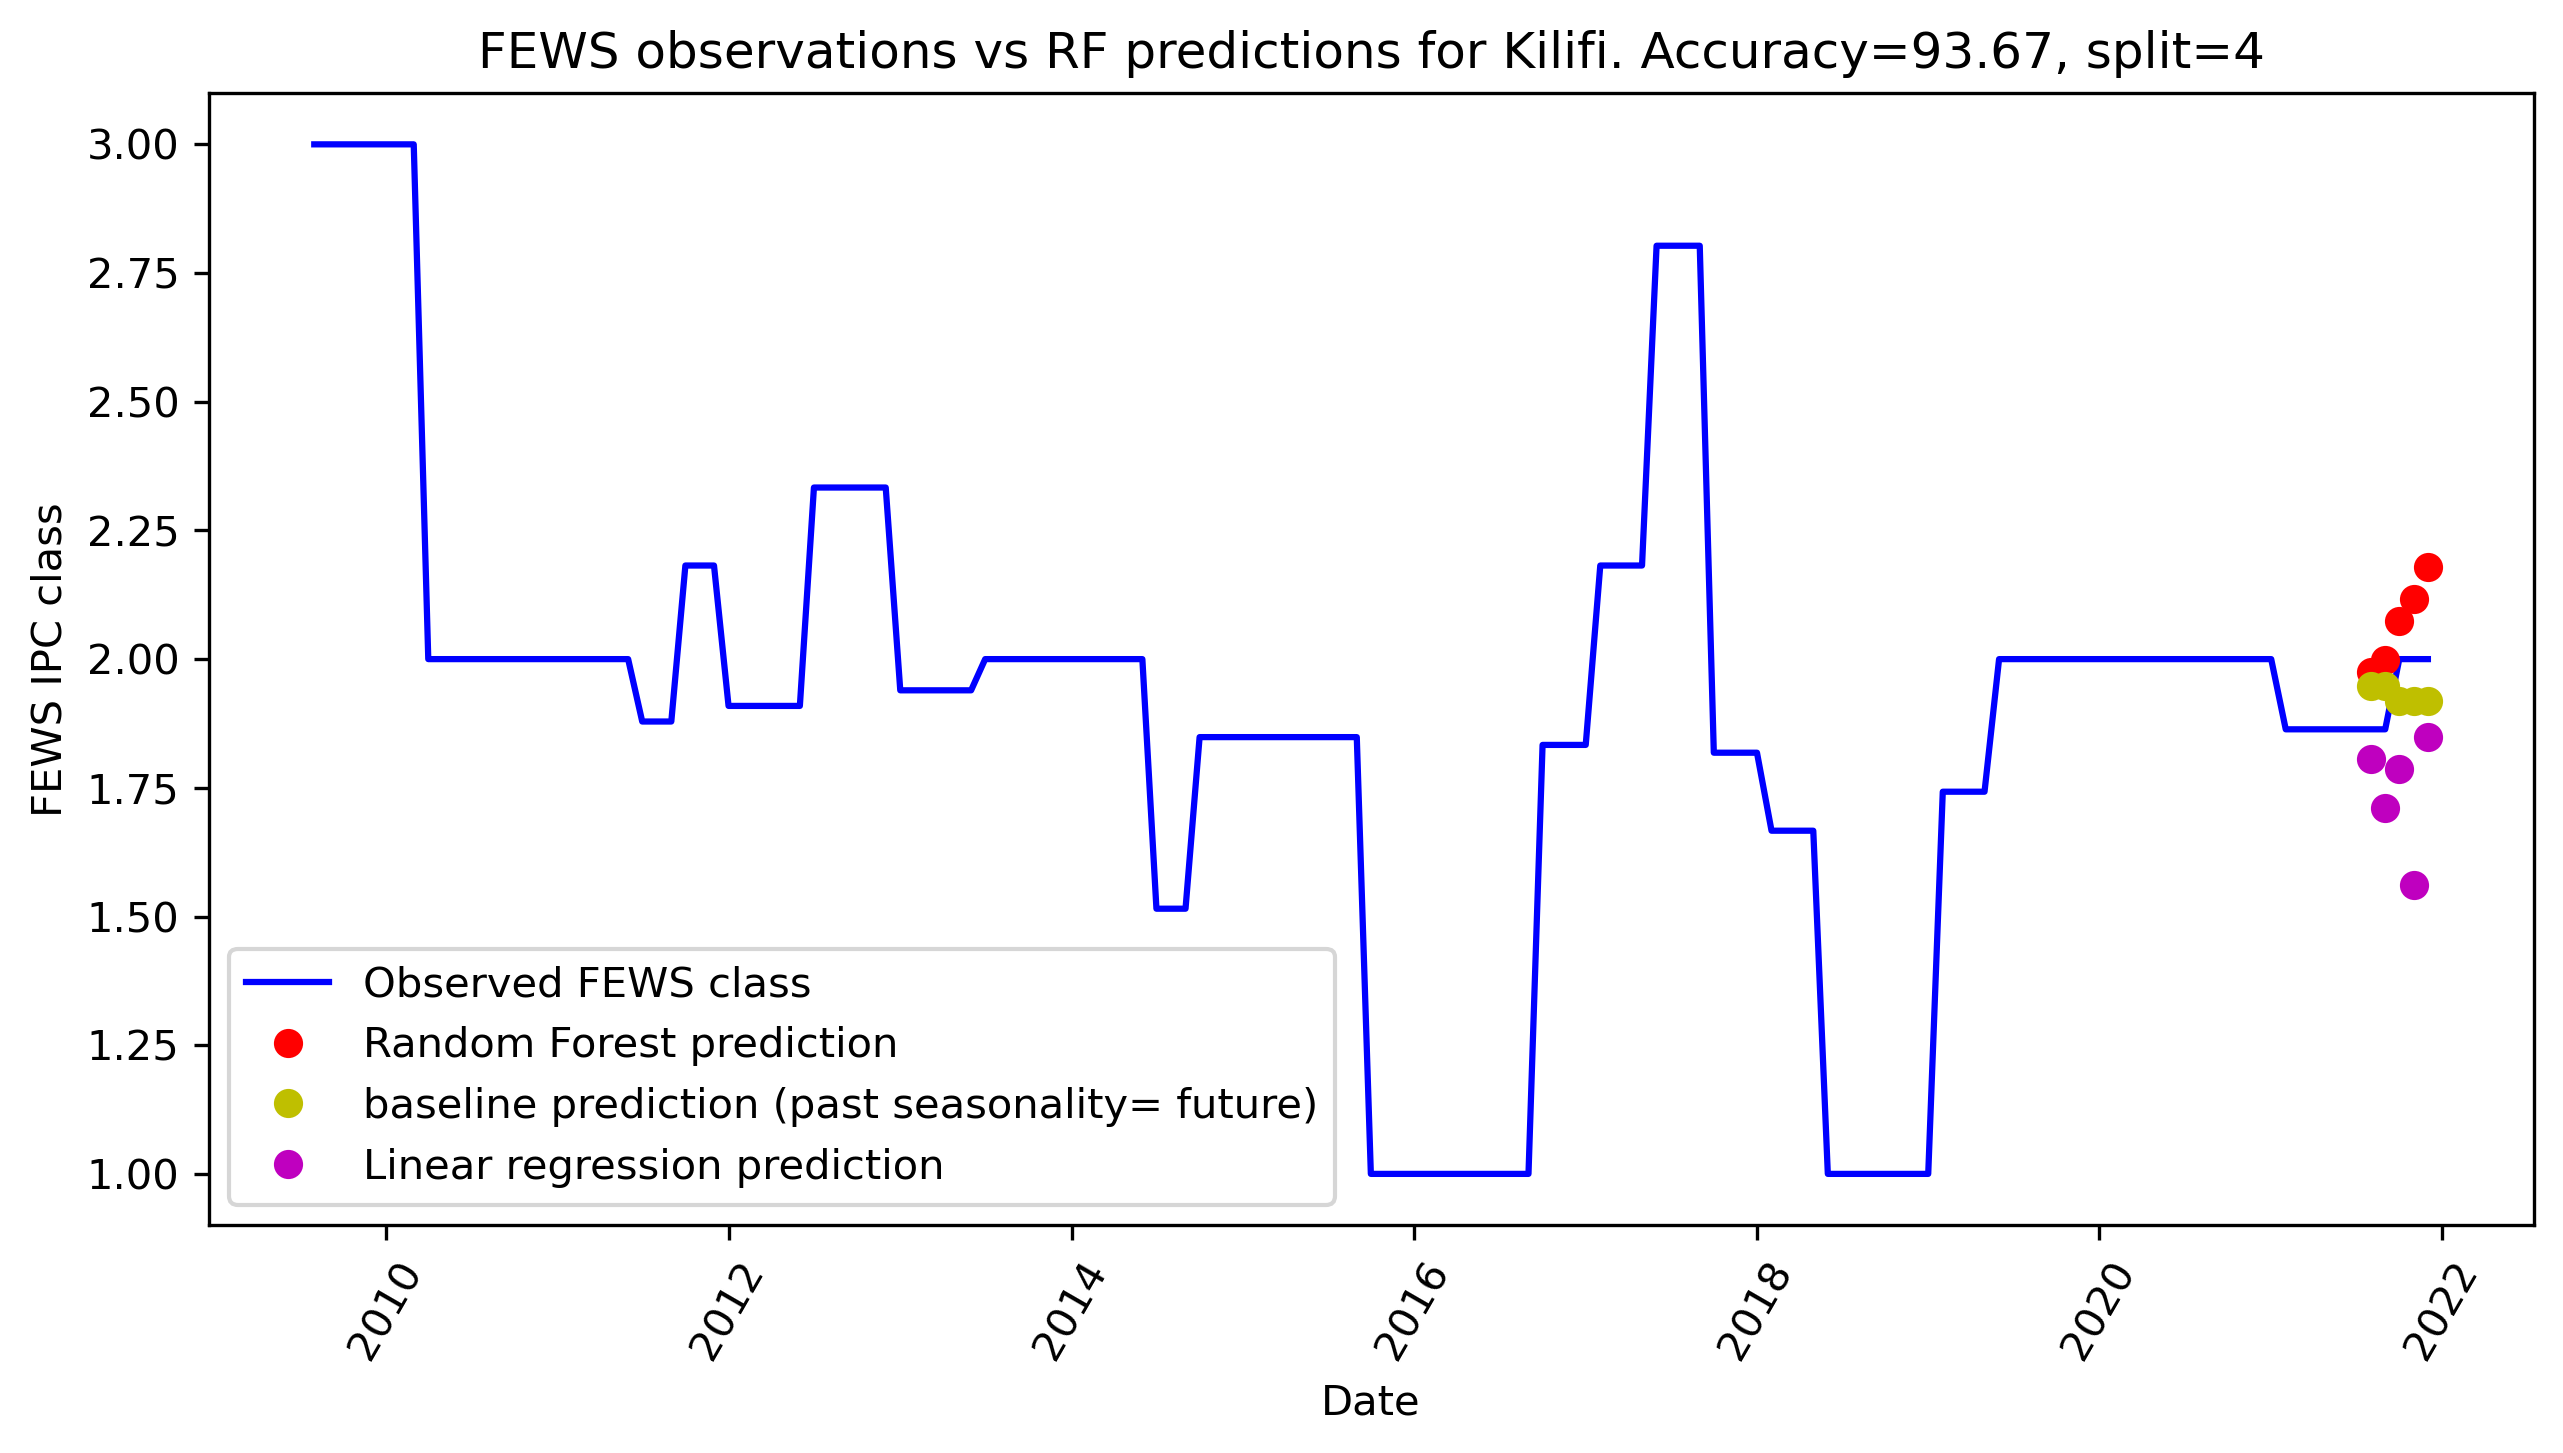 FEWS observations vs RF predictions for Kilifi. Accuracy=93.67, split=4
FEWS IPC class
3.00
2.75
2.50
2.25
2.00
1.75
1.50
1.25
1.00
Observed FEWS class
Random Forest prediction
baseline prediction (past seasonality= future)
Linear regression prediction
2010
2012
2014
2016
2018
2020
2022
Date